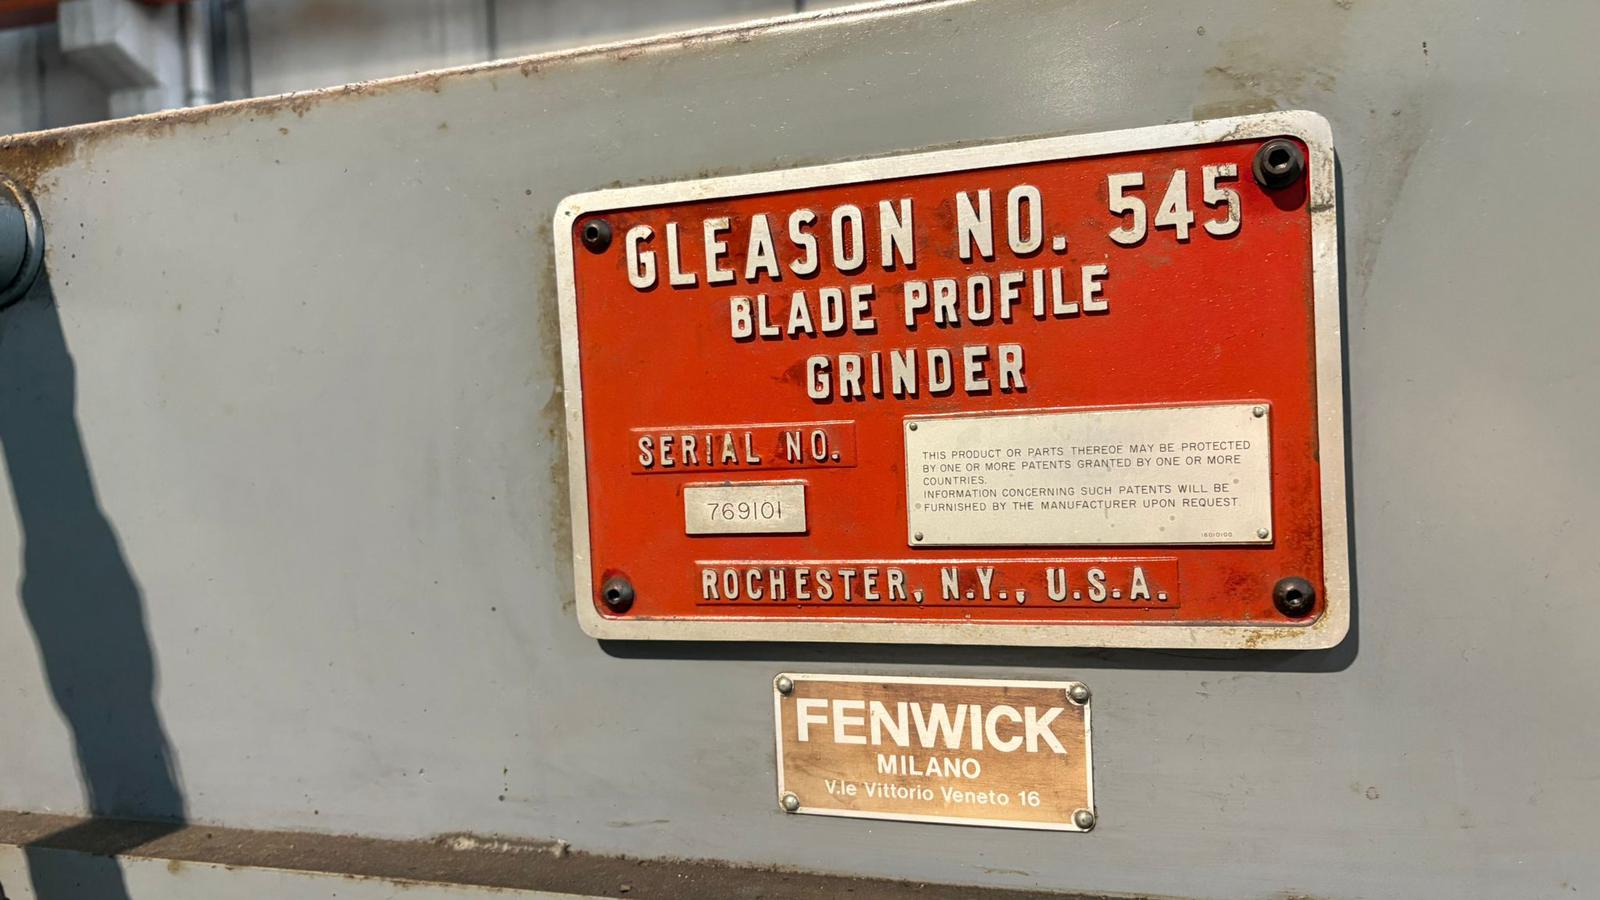 GLEASON NO. 545
BLADE PROFILE
GRINDER
SERIAL NO.
769101
THIS PRODUCT OR PARTS THEREOF MAY BE PROTECTED
BY ONE OR MORE PATENTS GRANTED BY ONE OR MORE
COUNTRIES.
INFORMATION CONCERNING SUCH PATENTS WILL BE
FURNISHED BY THE MANUFACTURER UPON REQUEST.
16010100
ROCHESTER, N.Y., U.S.A.
FENWICK
MILANO
V.le Vittorio Veneto 16